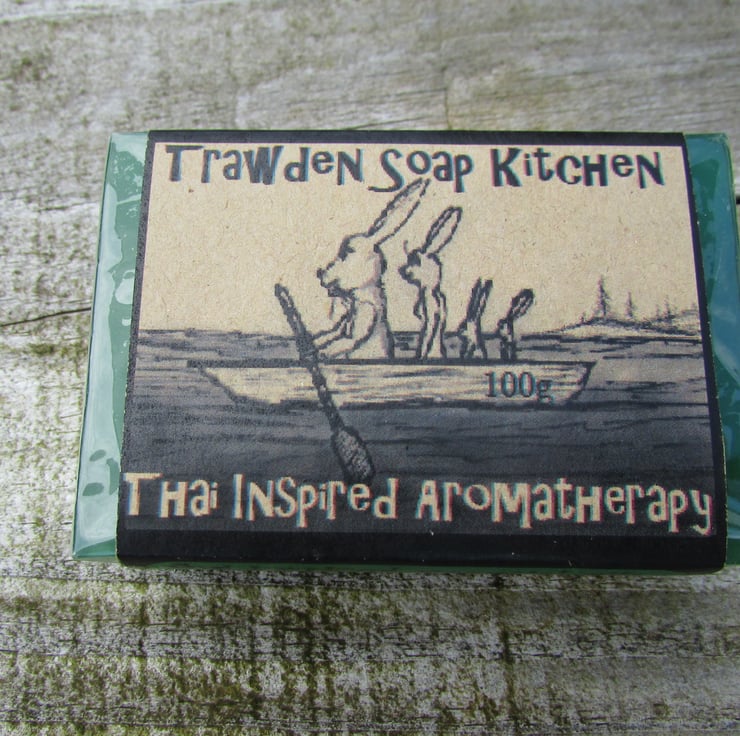 Trawden Soap Kitchen
100g
Thai Inspired Aromatherapy